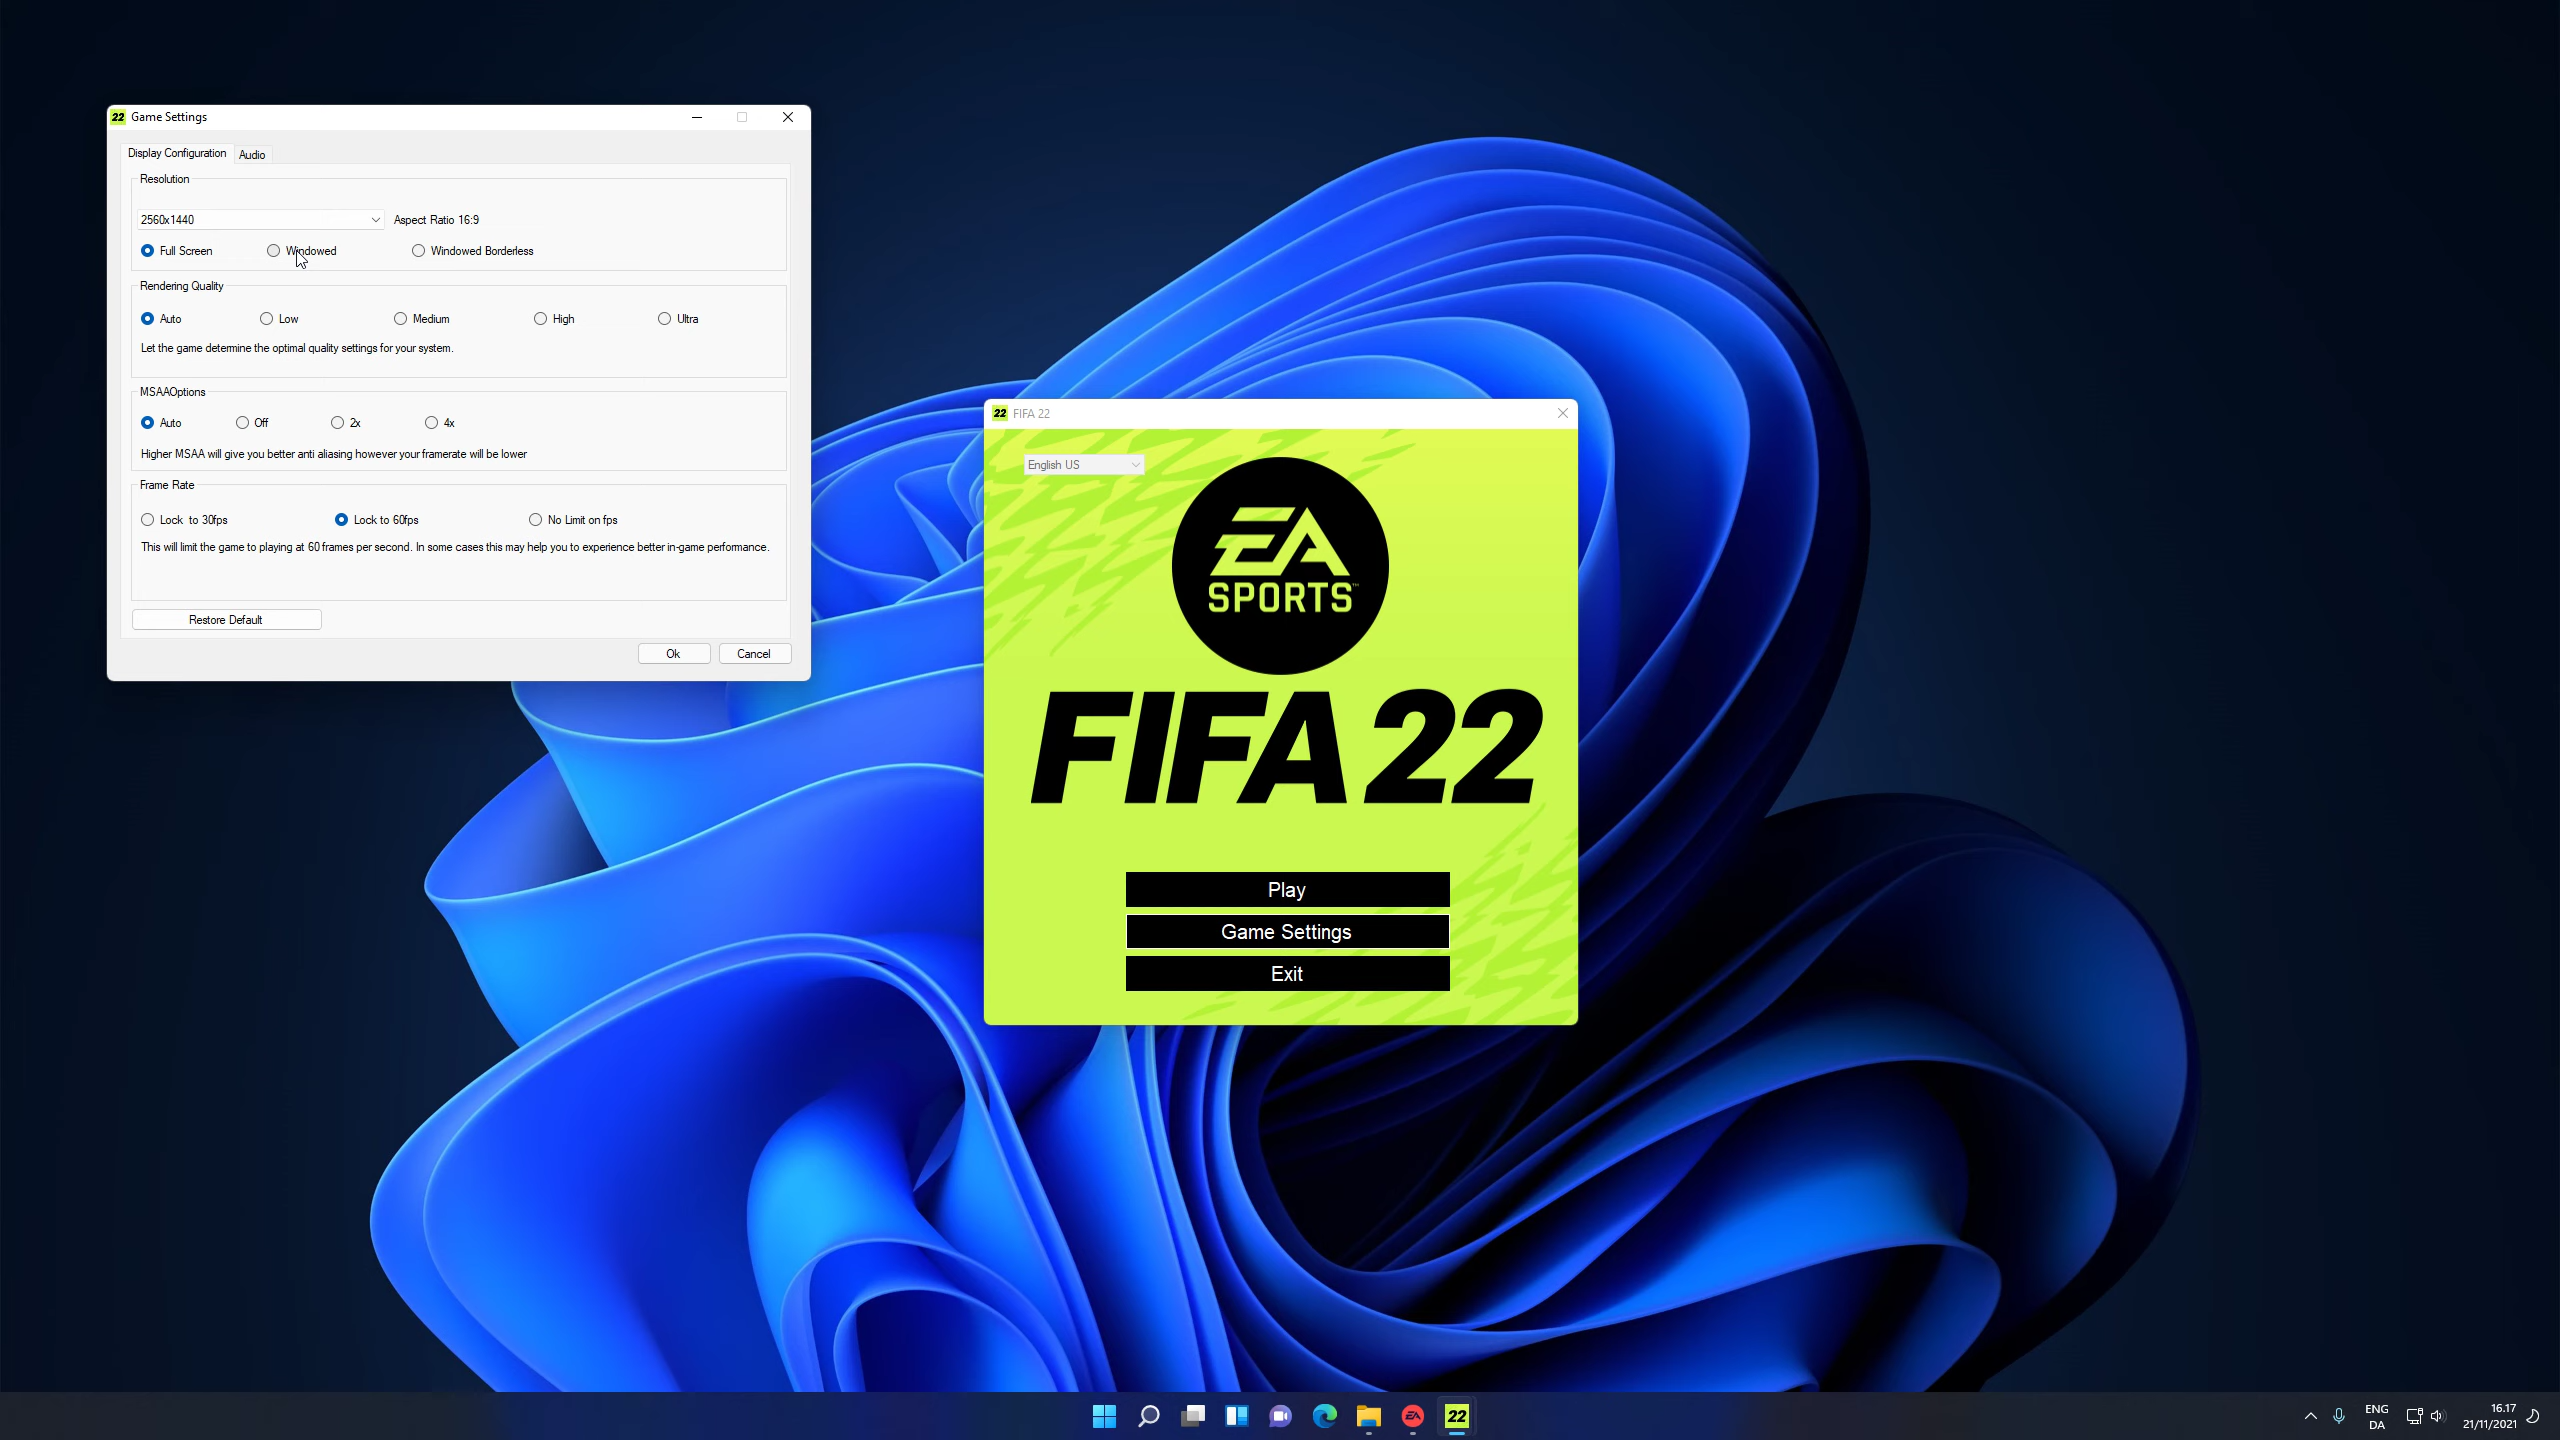 22 Game Settings
Display Configuration Audio
Resolution
2560x1440 Aspect Ratio 16:9
Full Screen Windowed Windowed Borderless
Rendering Quality
Auto Low Medium High Ultra
Let the game determine the optimal quality settings for your system.
MSAAOptions
Auto Off 2x 4x
Higher MSAA will give you better anti aliasing however your framerate will be lower
Frame Rate
Lock to 30fps Lock to 60fps No Limit on fps
This will limit the game to playing at 60 frames per second. In some cases this may help you to experience better in-game performance.
Restore Default
Ok Cancel
22 FIFA 22
English US
EA
SPORTS™
FIFA 22
Play
Game Settings
Exit
EA 22
ENG
DA
16.17
21/11/2021